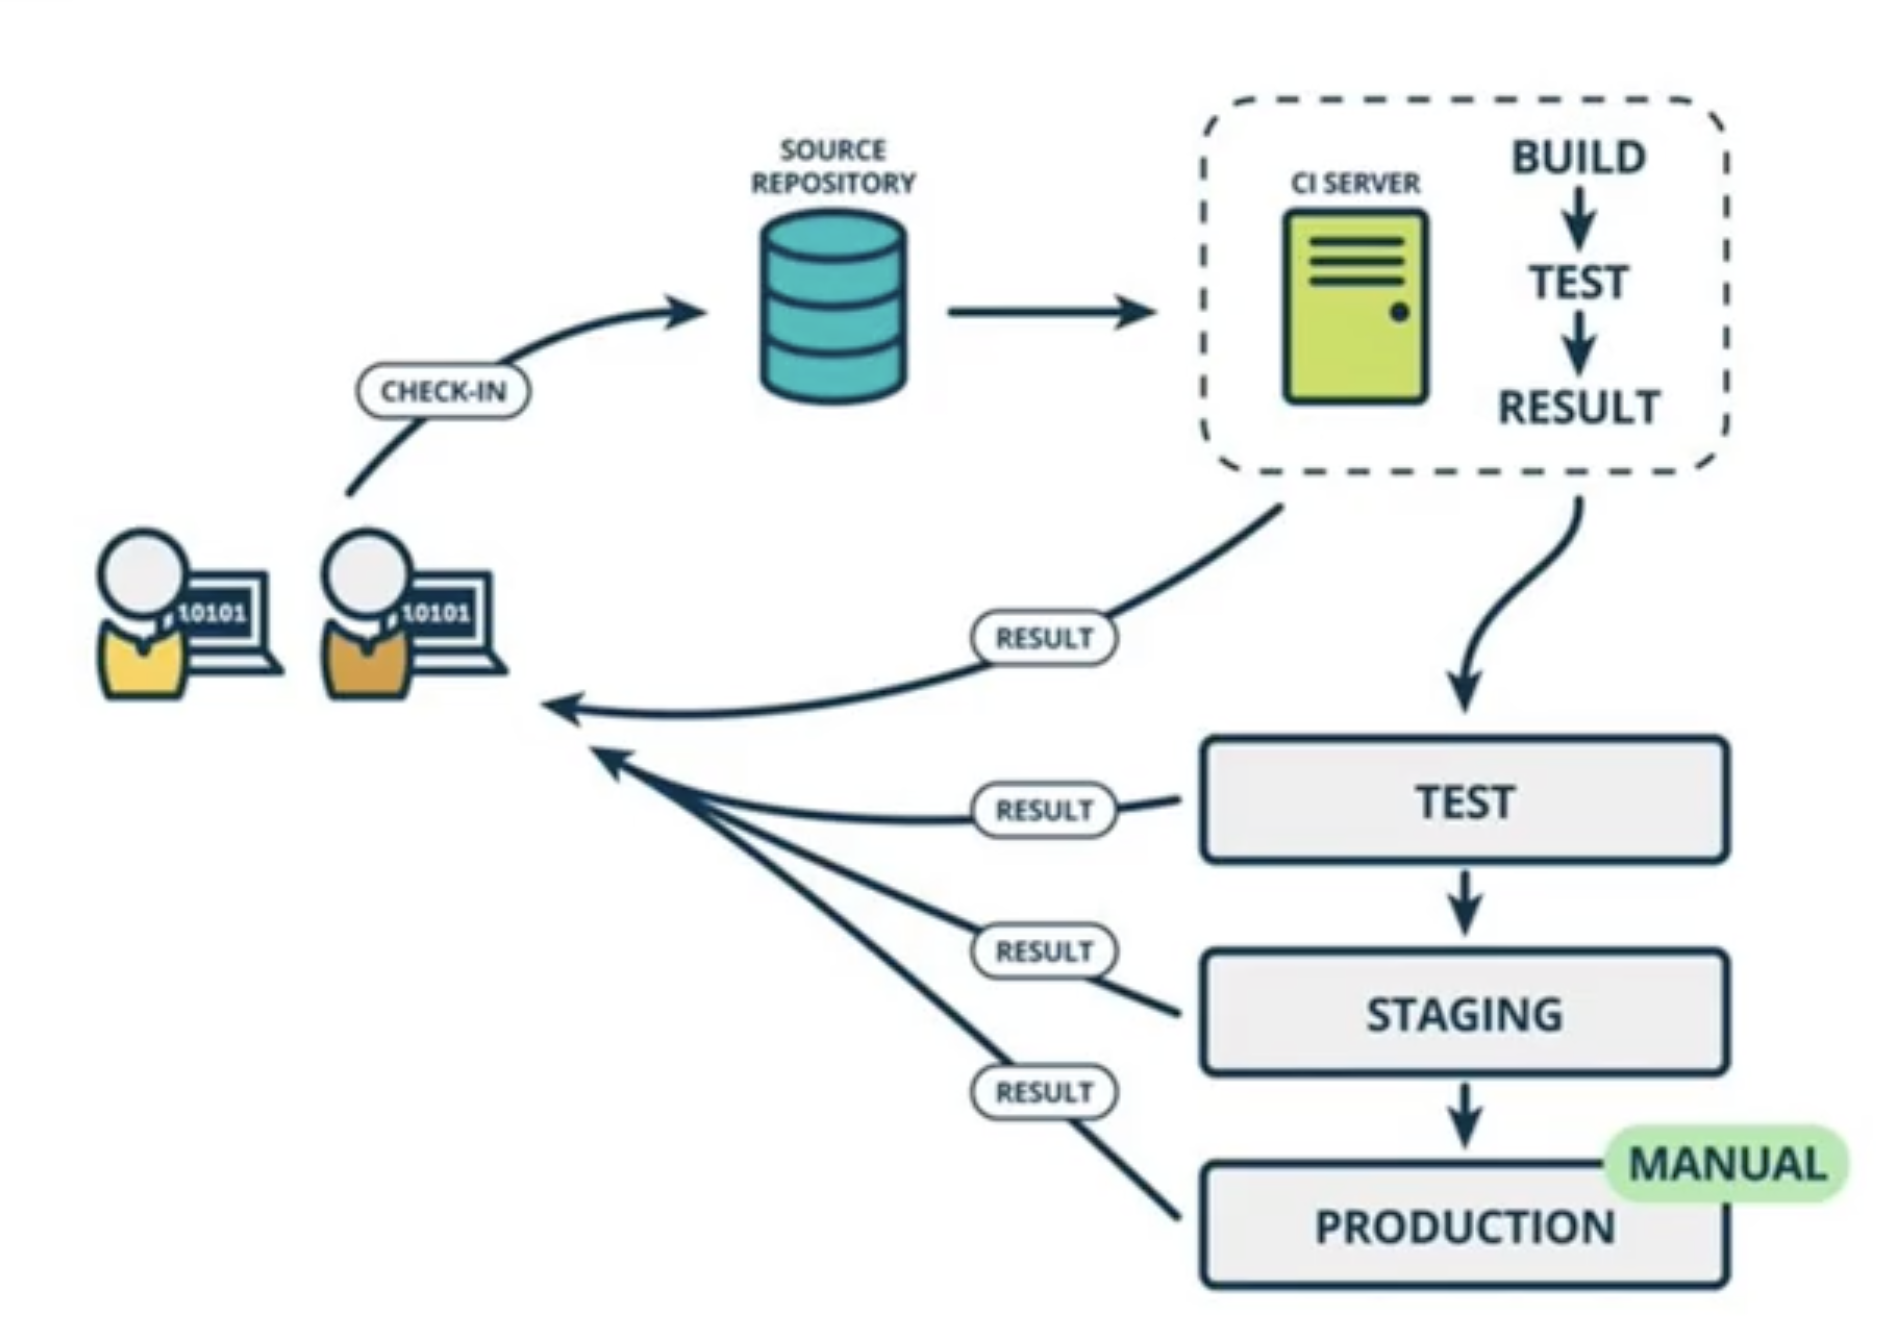 SOURCE
REPOSITORY
CI SERVER
BUILD
TEST
RESULT
CHECK-IN
10101
10101
RESULT
RESULT
TEST
RESULT
STAGING
RESULT
MANUAL
PRODUCTION